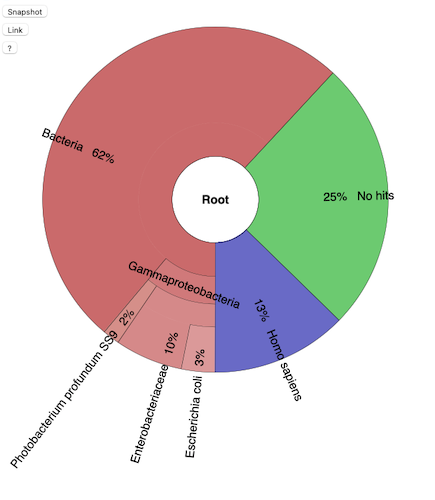 Snapshot
Link
?
Bacteria 62%
Root
25% No hits
Gammaproteobacteria
13% Homo sapiens
Photobacterium profundum SS9 2%
Enterobacteriaceae 10%
Escherichia coli 3%